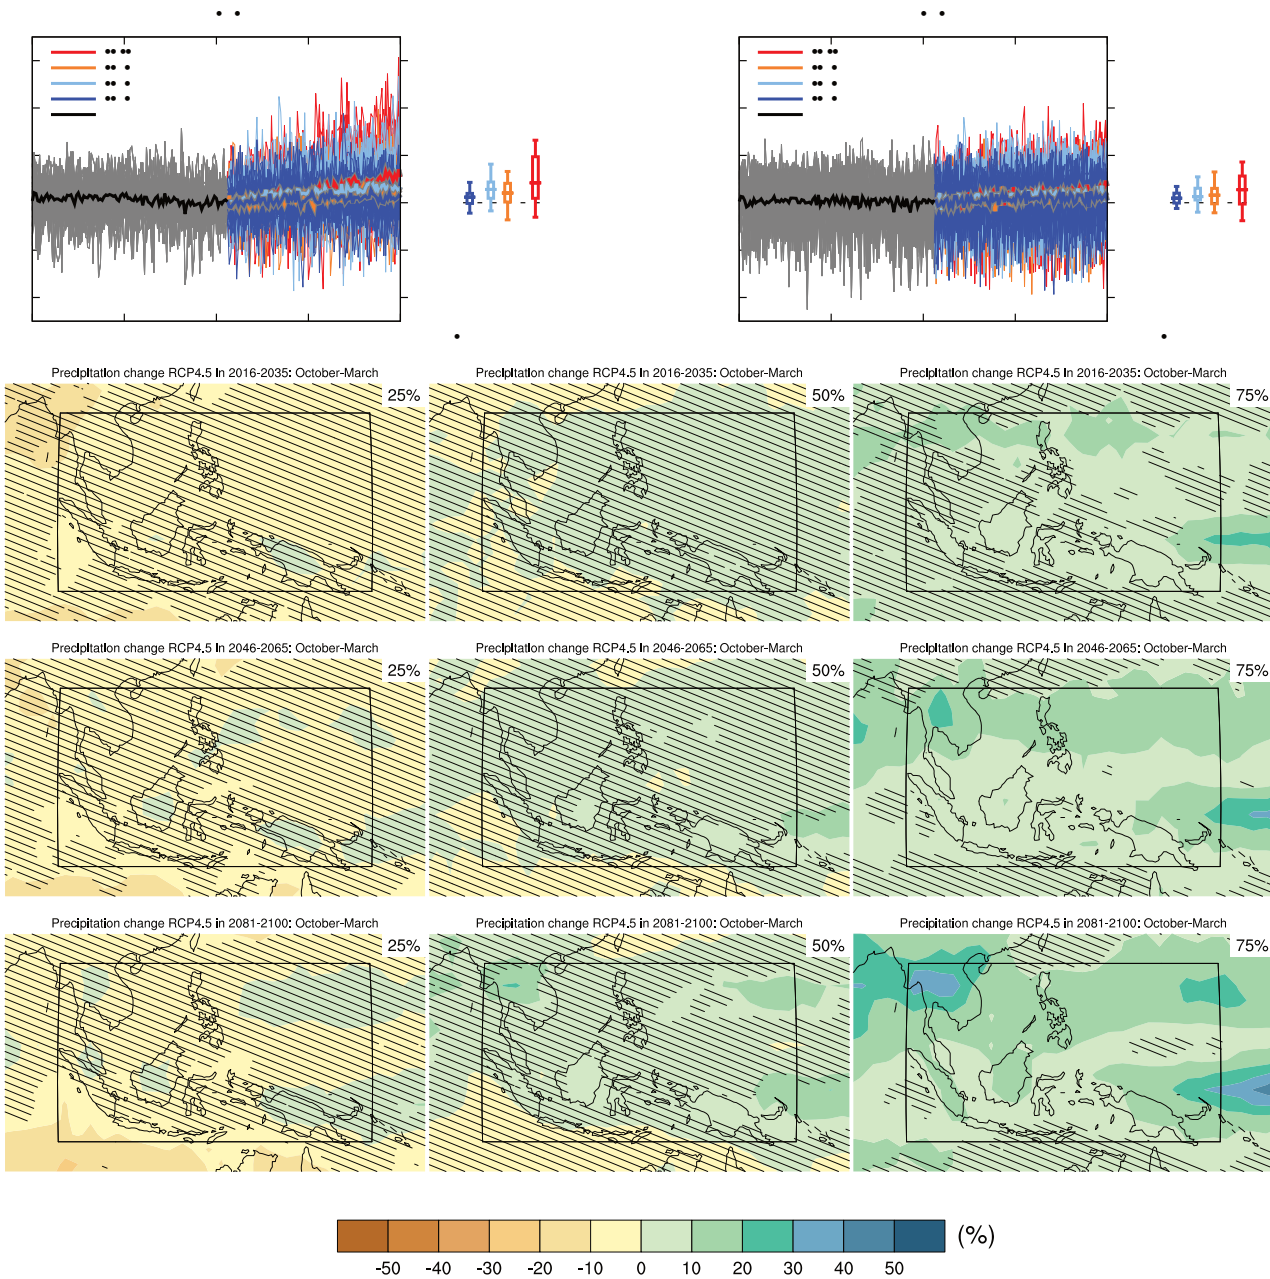 Precipitation change RCP4.5 in 2016-2035: October-March
25%
Precipitation change RCP4.5 in 2016-2035: October-March
50%
Precipitation change RCP4.5 in 2016-2035: October-March
75%
Precipitation change RCP4.5 in 2046-2065: October-March
25%
Precipitation change RCP4.5 in 2046-2065: October-March
50%
Precipitation change RCP4.5 in 2046-2065: October-March
75%
Precipitation change RCP4.5 in 2081-2100: October-March
25%
Precipitation change RCP4.5 in 2081-2100: October-March
50%
Precipitation change RCP4.5 in 2081-2100: October-March
75%
(%)
-50 -40 -30 -20 -10 0 10 20 30 40 50